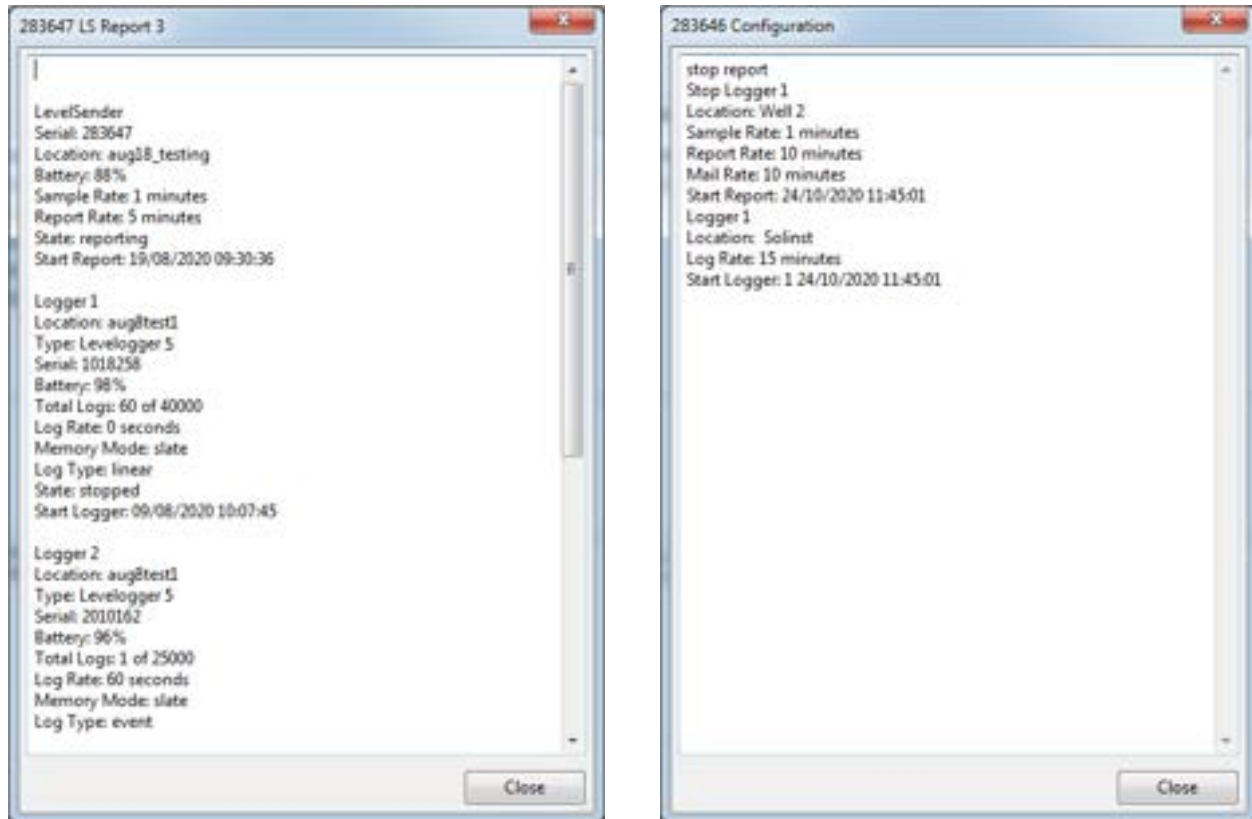 283647 LS Report 3
LevelSender
Serial: 283647
Location: aug18_testing
Battery: 88%
Sample Rate: 1 minutes
Report Rate: 5 minutes
State: reporting
Start Report: 19/08/2020 09:30:36
Logger 1
Location: aug8test1
Type: Levelogger 5
Serial: 1018258
Battery: 98%
Total Logs: 60 of 40000
Log Rate: 0 seconds
Memory Mode: slate
Log Type: linear
State: stopped
Start Logger: 09/08/2020 10:07:45
Logger 2
Location: aug8test1
Type: Levelogger 5
Serial: 2010162
Battery: 96%
Total Logs: 1 of 25000
Log Rate: 60 seconds
Memory Mode: slate
Log Type: event
Close
283646 Configuration
stop report
Stop Logger 1
Location: Well 2
Sample Rate: 1 minutes
Report Rate: 10 minutes
Mail Rate: 10 minutes
Start Report: 24/10/2020 11:45:01
Logger 1
Location: Solinst
Log Rate: 15 minutes
Start Logger: 1 24/10/2020 11:45:01
Close